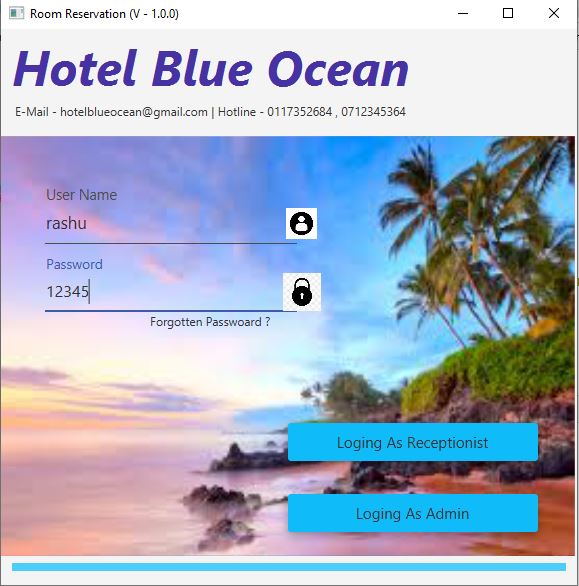 Room Reservation (V - 1.0.0)
Hotel Blue Ocean
E-Mail - hotelblueocean@gmail.com | Hotline - 0117352684 , 0712345364
User Name
rashu
Password
12345
Forgotten Passwoard ?
Loging As Receptionist
Loging As Admin